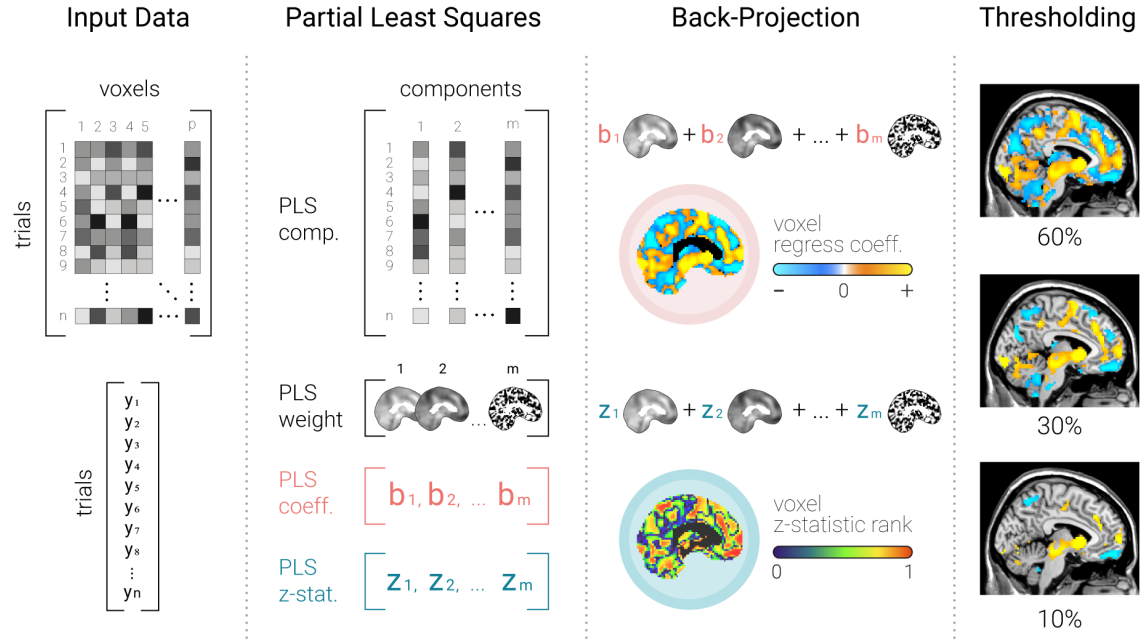 Input Data
voxels
1 2 3 4 5 p
trials
1
2
3
4
5
6
7
8
9
n
...
trials
y1
y2
y3
y4
y5
y6
y7
y8
yn
Partial Least Squares
components
1 2 m
PLS
comp.
1
2
3
4
5
6
7
8
9
n
PLS
weight
1 2 m
...
PLS
coeff.
b1, b2, ... bm
PLS
z-stat.
z1, z2, ... zm
Back-Projection
b1 + b2 + ... + bm
voxel
regress coeff.
- 0 +
z1 + z2 + ... + zm
voxel
z-statistic rank
0 1
Thresholding
60%
30%
10%